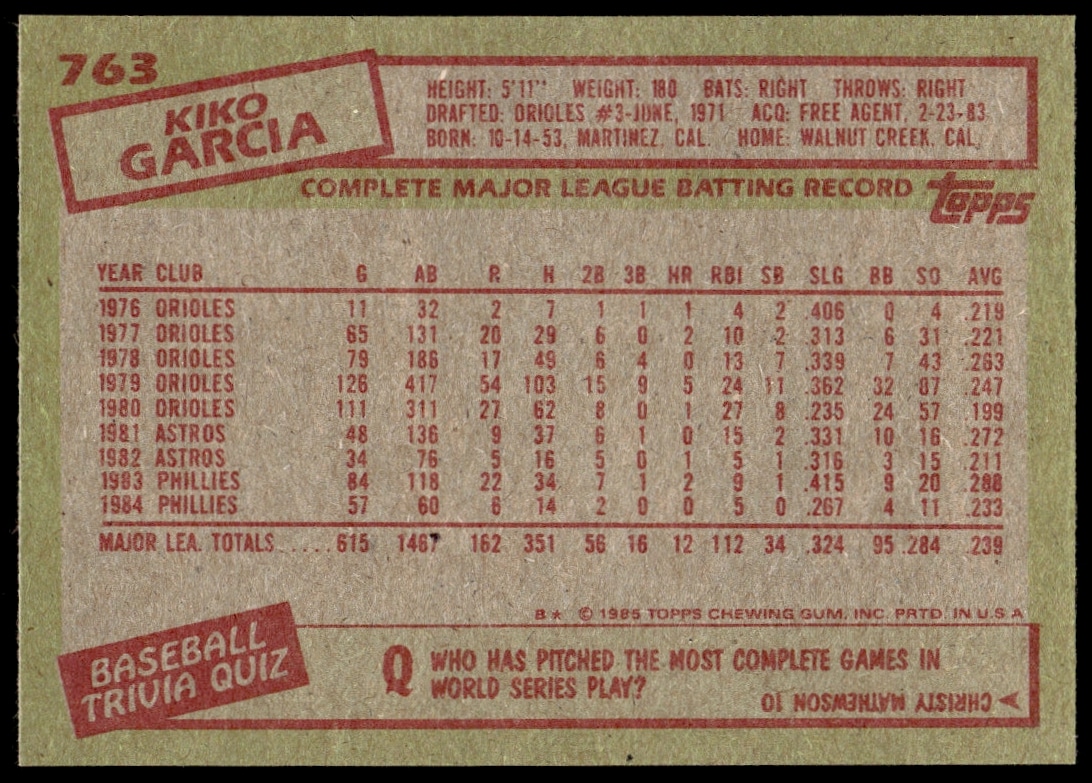 763
KIKO
GARCIA
HEIGHT: 5'11" WEIGHT: 180 BATS: RIGHT THROWS: RIGHT
DRAFTED: ORIOLES #3-JUNE, 1971 ACQ: FREE AGENT, 2-23-83
BORN: 10-14-53, MARTINEZ, CAL. HOME: WALNUT CREEK, CAL.
COMPLETE MAJOR LEAGUE BATTING RECORD
Topps
YEAR CLUB G AB R H 2B 3B HR RBI SB SLG BB SO AVG
1976 ORIOLES 11 32 2 7 1 1 1 4 2 .406 0 4 .219
1977 ORIOLES 65 131 20 29 6 0 2 10 2 .313 6 31 .221
1978 ORIOLES 79 186 17 49 6 4 0 13 7 .339 7 43 .263
1979 ORIOLES 126 417 54 103 15 9 5 24 11 .362 32 87 .247
1980 ORIOLES 111 311 27 62 8 0 1 27 8 .235 24 57 .199
1981 ASTROS 48 136 9 37 6 1 0 15 2 .331 10 16 .272
1982 ASTROS 34 76 5 16 5 0 1 5 1 .316 3 15 .211
1983 PHILLIES 84 118 22 34 7 1 2 9 1 .415 9 20 .288
1984 PHILLIES 57 60 6 14 2 0 0 5 0 .267 4 11 .233
MAJOR LEA. TOTALS.....615 1467 162 351 56 16 12 112 34 .324 95 284 .239
B★ © 1985 TOPPS CHEWING GUM, INC. PRTD. IN U.S.A.
BASEBALL
TRIVIA QUIZ
Q WHO HAS PITCHED THE MOST COMPLETE GAMES IN
WORLD SERIES PLAY?
CHRISTY MATHEWSON 10